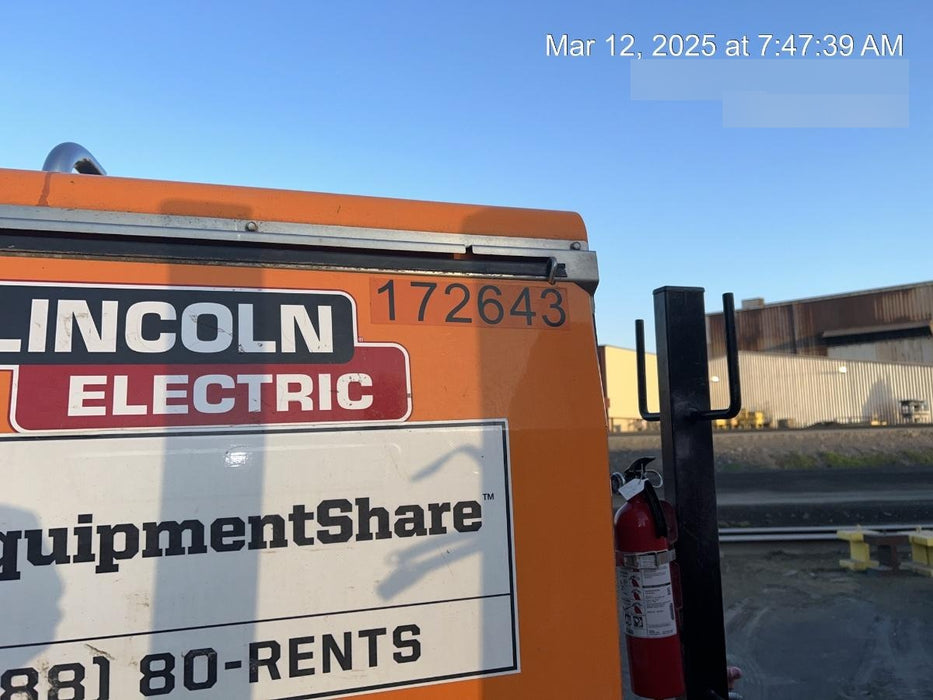 Mar 12, 2025 at 7:47:39 AM
172643
LINCOLN
ELECTRIC
quipmentShare™
88) 80-RENTS